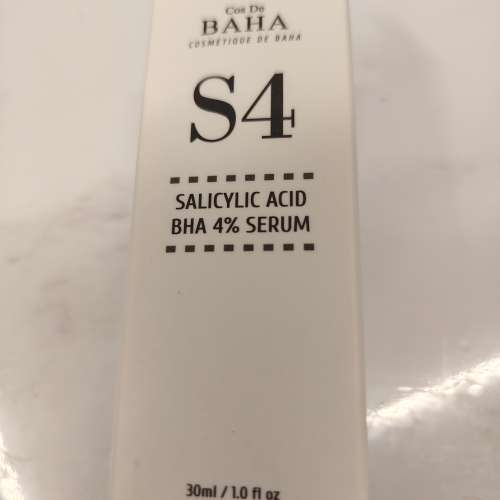 Cos De
BAHA
COSMÉTIQUE DE BAHA
S4
SALICYLIC ACID
BHA 4% SERUM
30ml / 1.0 fl oz